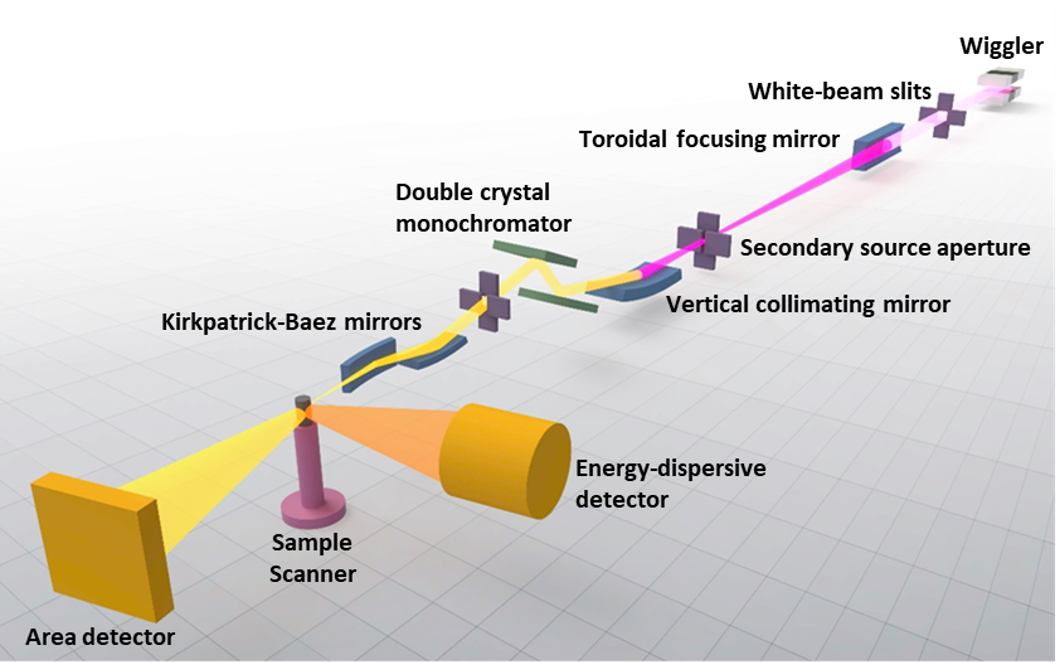 Wiggler
White-beam slits
Toroidal focusing mirror
Double crystal
monochromator
Secondary source aperture
Vertical collimating mirror
Kirkpatrick-Baez mirrors
Energy-dispersive
detector
Sample
Scanner
Area detector